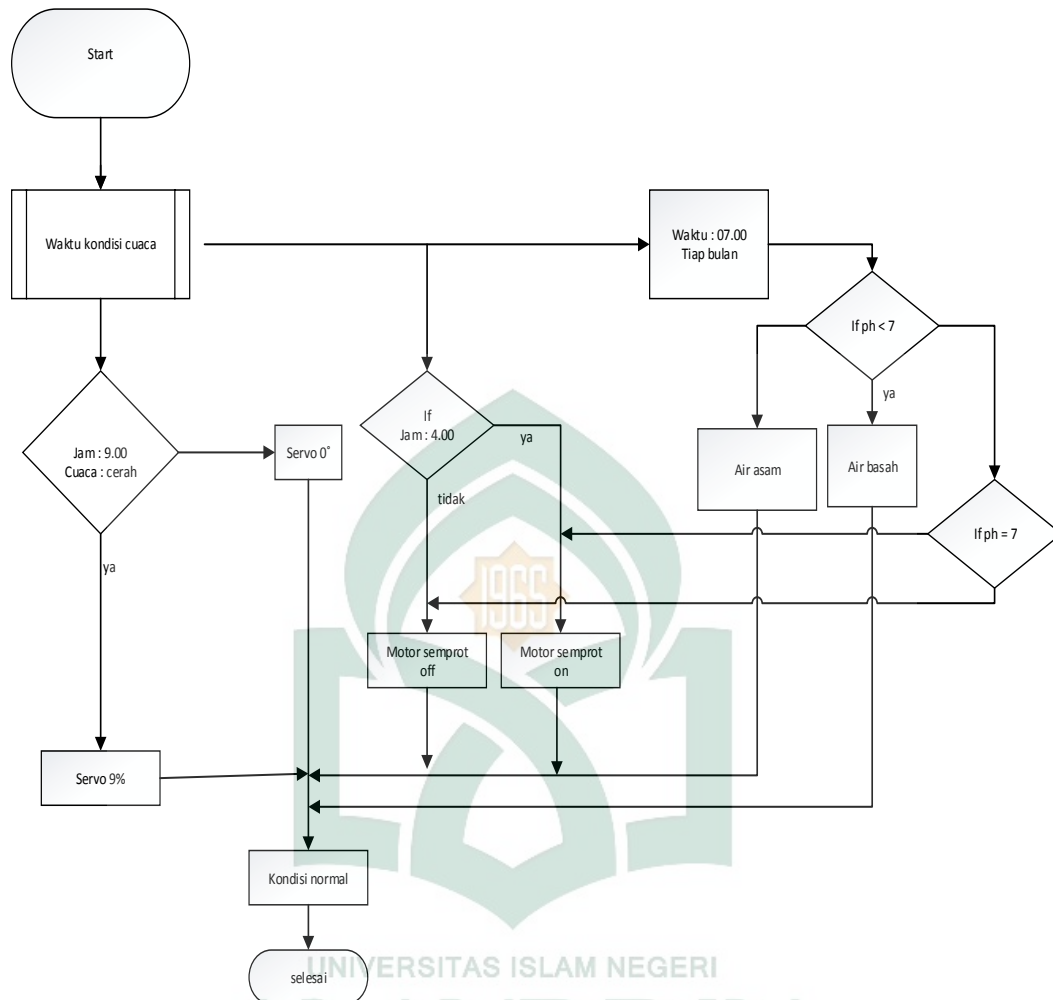 Start
Waktu kondisi cuaca
Waktu : 07.00
Tiap bulan
If ph < 7
ya
Jam : 9.00
Cuaca : cerah
Servo 0°
If
Jam : 4.00
ya
tidak
Air asam
Air basah
If ph = 7
ya
1965
Motor semprot
off
Motor semprot
on
Servo 9%
Kondisi normal
selesai
UNIVERSITAS ISLAM NEGERI